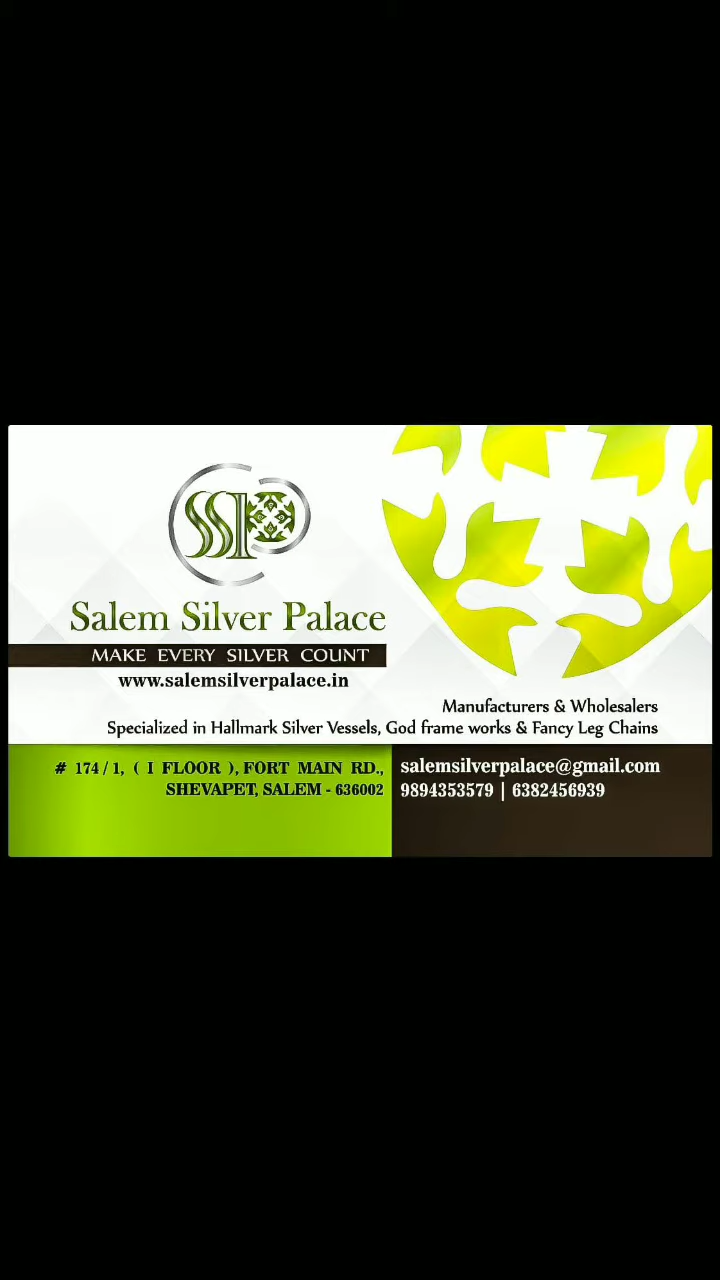 SSP
Salem Silver Palace
MAKE EVERY SILVER COUNT
www.salemsilverpalace.in
Manufacturers & Wholesalers
Specialized in Hallmark Silver Vessels, God frame works & Fancy Leg Chains
# 174/1, ( I FLOOR ), FORT MAIN RD.,
SHEVAPET, SALEM - 636002
salemsilverpalace@gmail.com
9894353579 | 6382456939